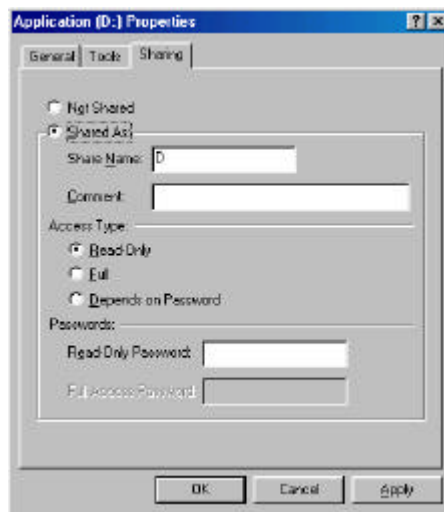 Application (D:) Properties
General Tools Sharing
Not Shared
Shared As:
Share Name: D
Comment:
Access Type:
Read-Only
Full
Depends on Password
Passwords:
Read-Only Password:
Full Access Password:
OK Cancel Apply